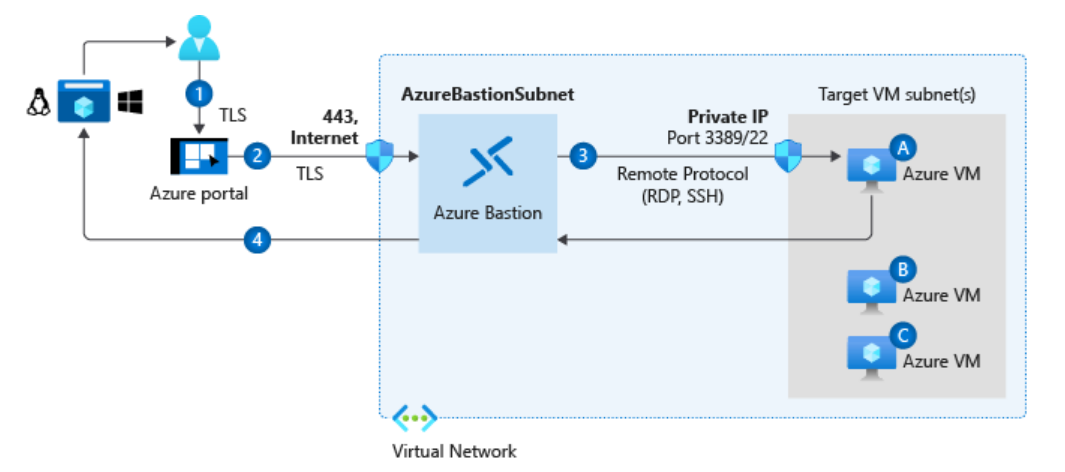 1
TLS
Azure portal
443,
Internet
2
TLS
AzureBastionSubnet
Azure Bastion
Private IP
Port 3389/22
3
Remote Protocol
(RDP, SSH)
Target VM subnet(s)
A
Azure VM
B
Azure VM
C
Azure VM
4
Virtual Network